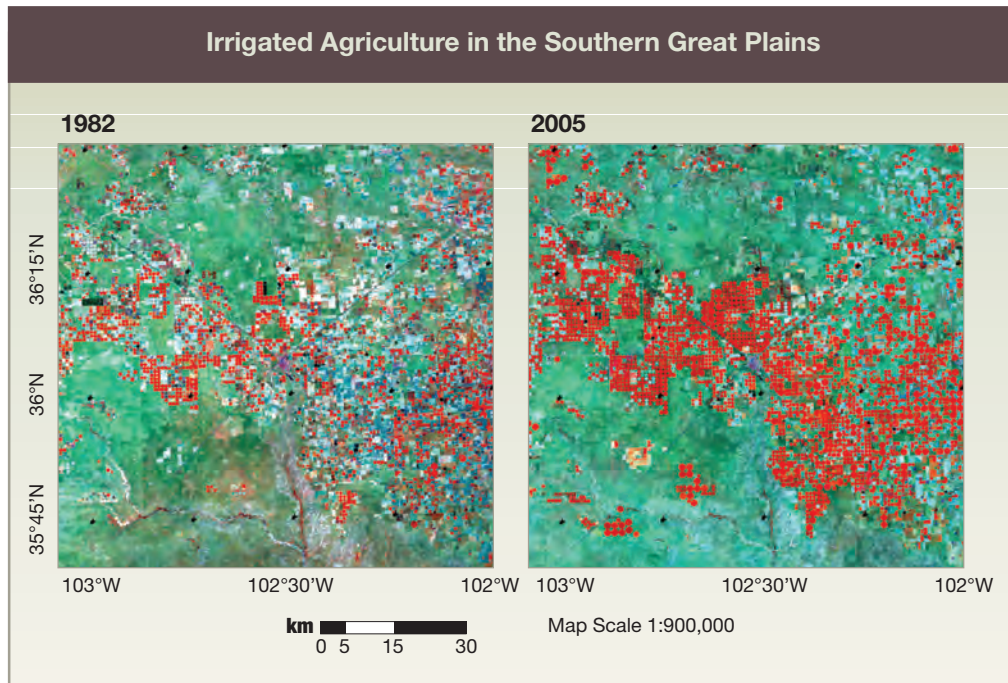 Irrigated Agriculture in the Southern Great Plains
1982
2005
36°15'N
36°N
35°45'N
103°W
102°30'W
102°W
103°W
102°30'W
102°W
km
0 5 15 30
Map Scale 1:900,000